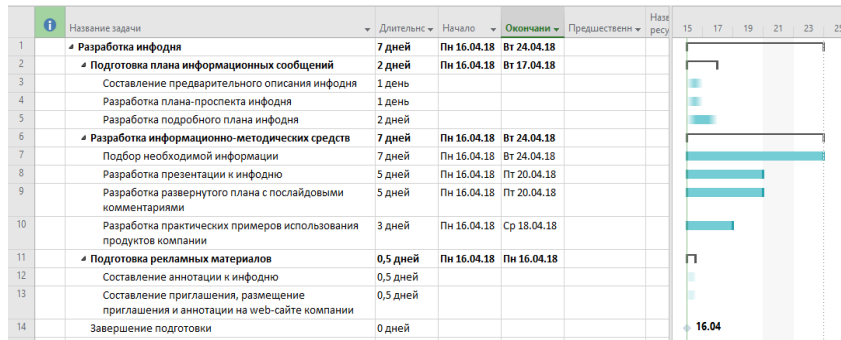 Название задачи Длительнс Начало Окончани Предшественн Назе ресу 15 17 19 21 23 25
1 Разработка инфодня 7 дней Пн 16.04.18 Вт 24.04.18
2 Подготовка плана информационных сообщений 2 дней Пн 16.04.18 Вт 17.04.18
3 Составление предварительного описания инфодня 1 день
4 Разработка плана-проспекта инфодня 1 день
5 Разработка подробного плана инфодня 2 дней
6 Разработка информационно-методических средств 7 дней Пн 16.04.18 Вт 24.04.18
7 Подбор необходимой информации 7 дней Пн 16.04.18 Вт 24.04.18
8 Разработка презентации к инфодню 5 дней Пн 16.04.18 Пт 20.04.18
9 Разработка развернутого плана с послайдовыми 5 дней Пн 16.04.18 Пт 20.04.18
комментариями
10 Разработка практических примеров использования 3 дней Пн 16.04.18 Ср 18.04.18
продуктов компании
11 Подготовка рекламных материалов 0,5 дней Пн 16.04.18 Пн 16.04.18
12 Составление аннотации к инфодню 0,5 дней
13 Составление приглашения, размещение 0,5 дней
приглашения и аннотации на web-сайте компании
14 Завершение подготовки 0 дней 16.04